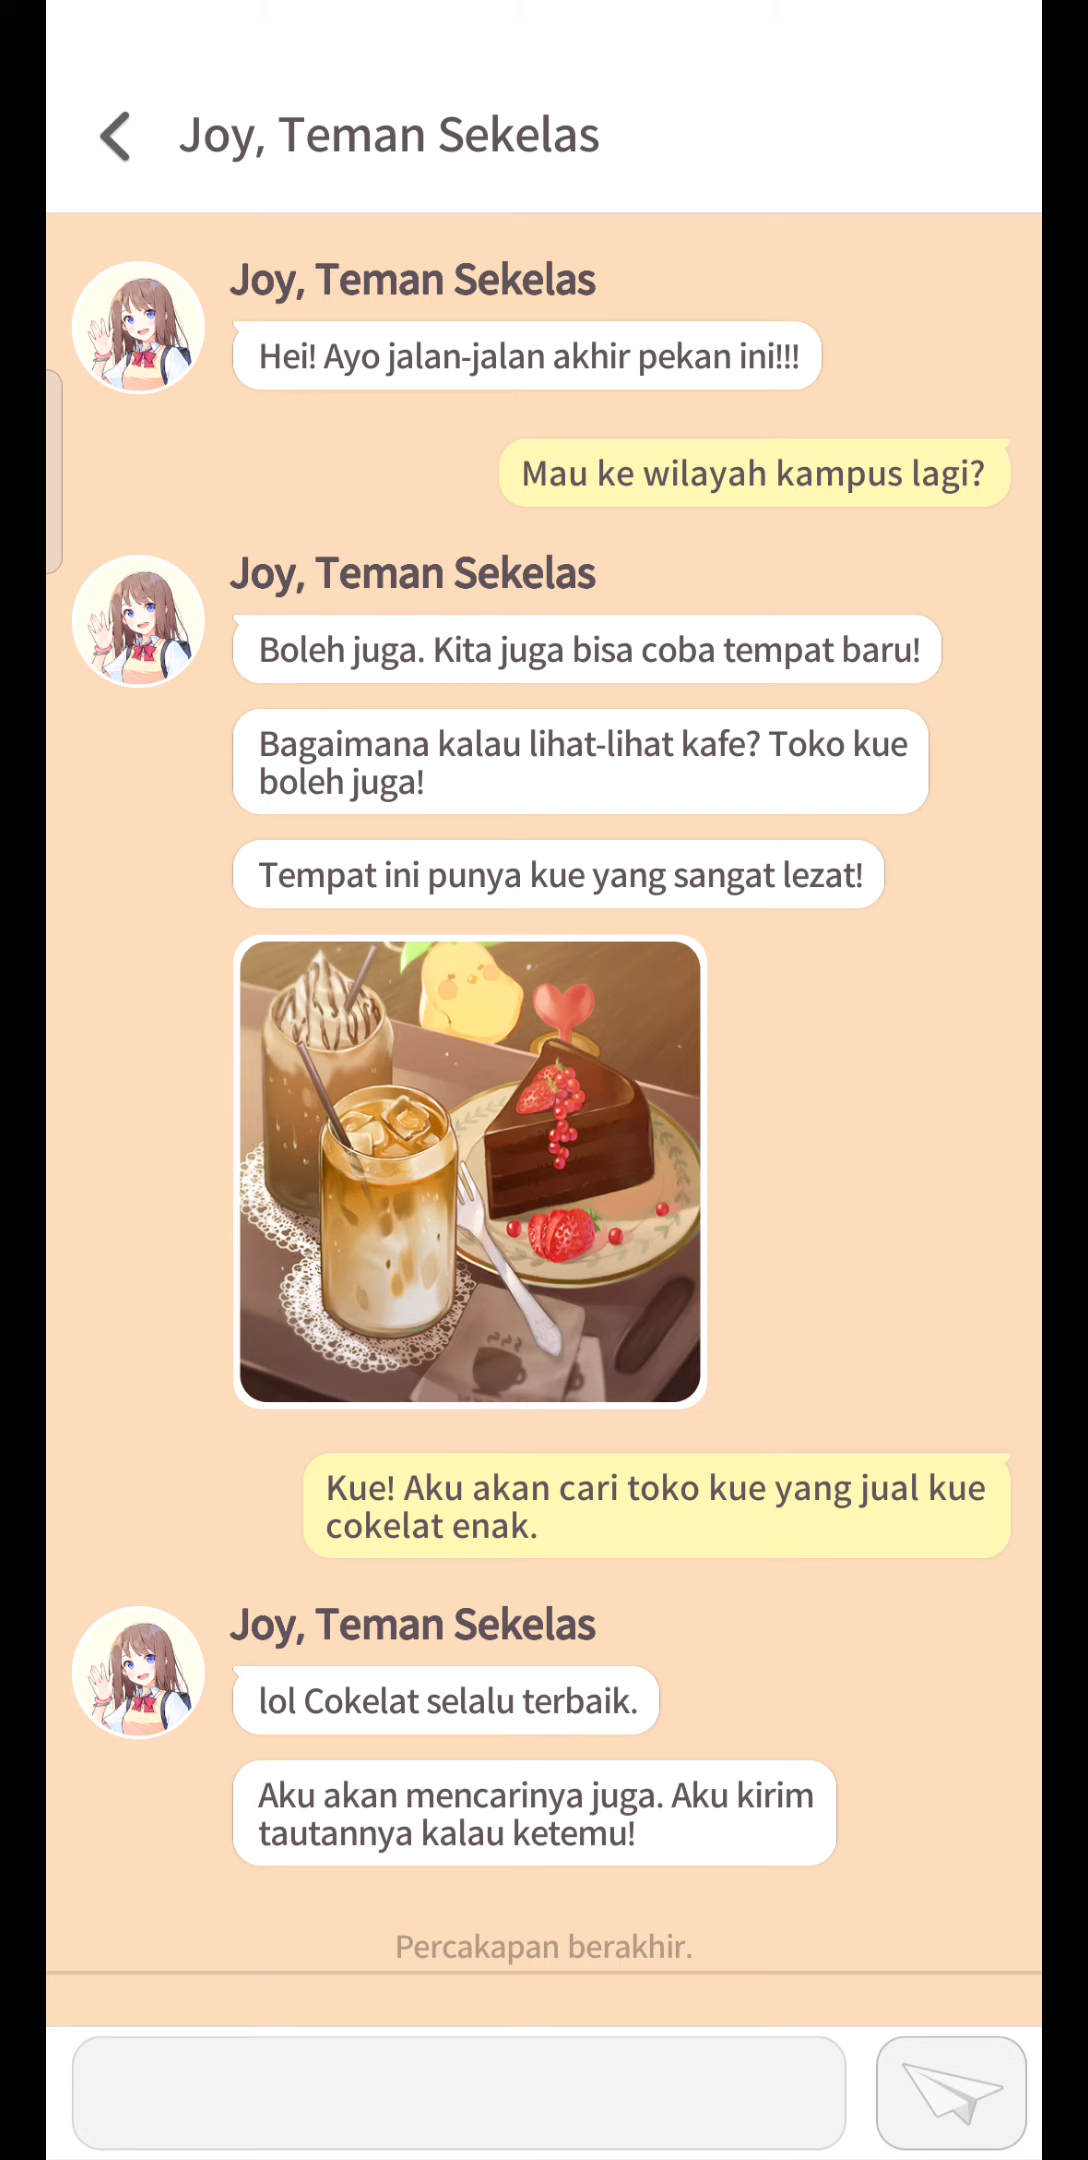 Joy, Teman Sekelas
Joy, Teman Sekelas
Hei! Ayo jalan-jalan akhir pekan ini!!!
Mau ke wilayah kampus lagi?
Joy, Teman Sekelas
Boleh juga. Kita juga bisa coba tempat baru!
Bagaimana kalau lihat-lihat kafe? Toko kue
boleh juga!
Tempat ini punya kue yang sangat lezat!
Kue! Aku akan cari toko kue yang jual kue
cokelat enak.
Joy, Teman Sekelas
lol Cokelat selalu terbaik.
Aku akan mencarinya juga. Aku kirim
tautannya kalau ketemu!
Percakapan berakhir.